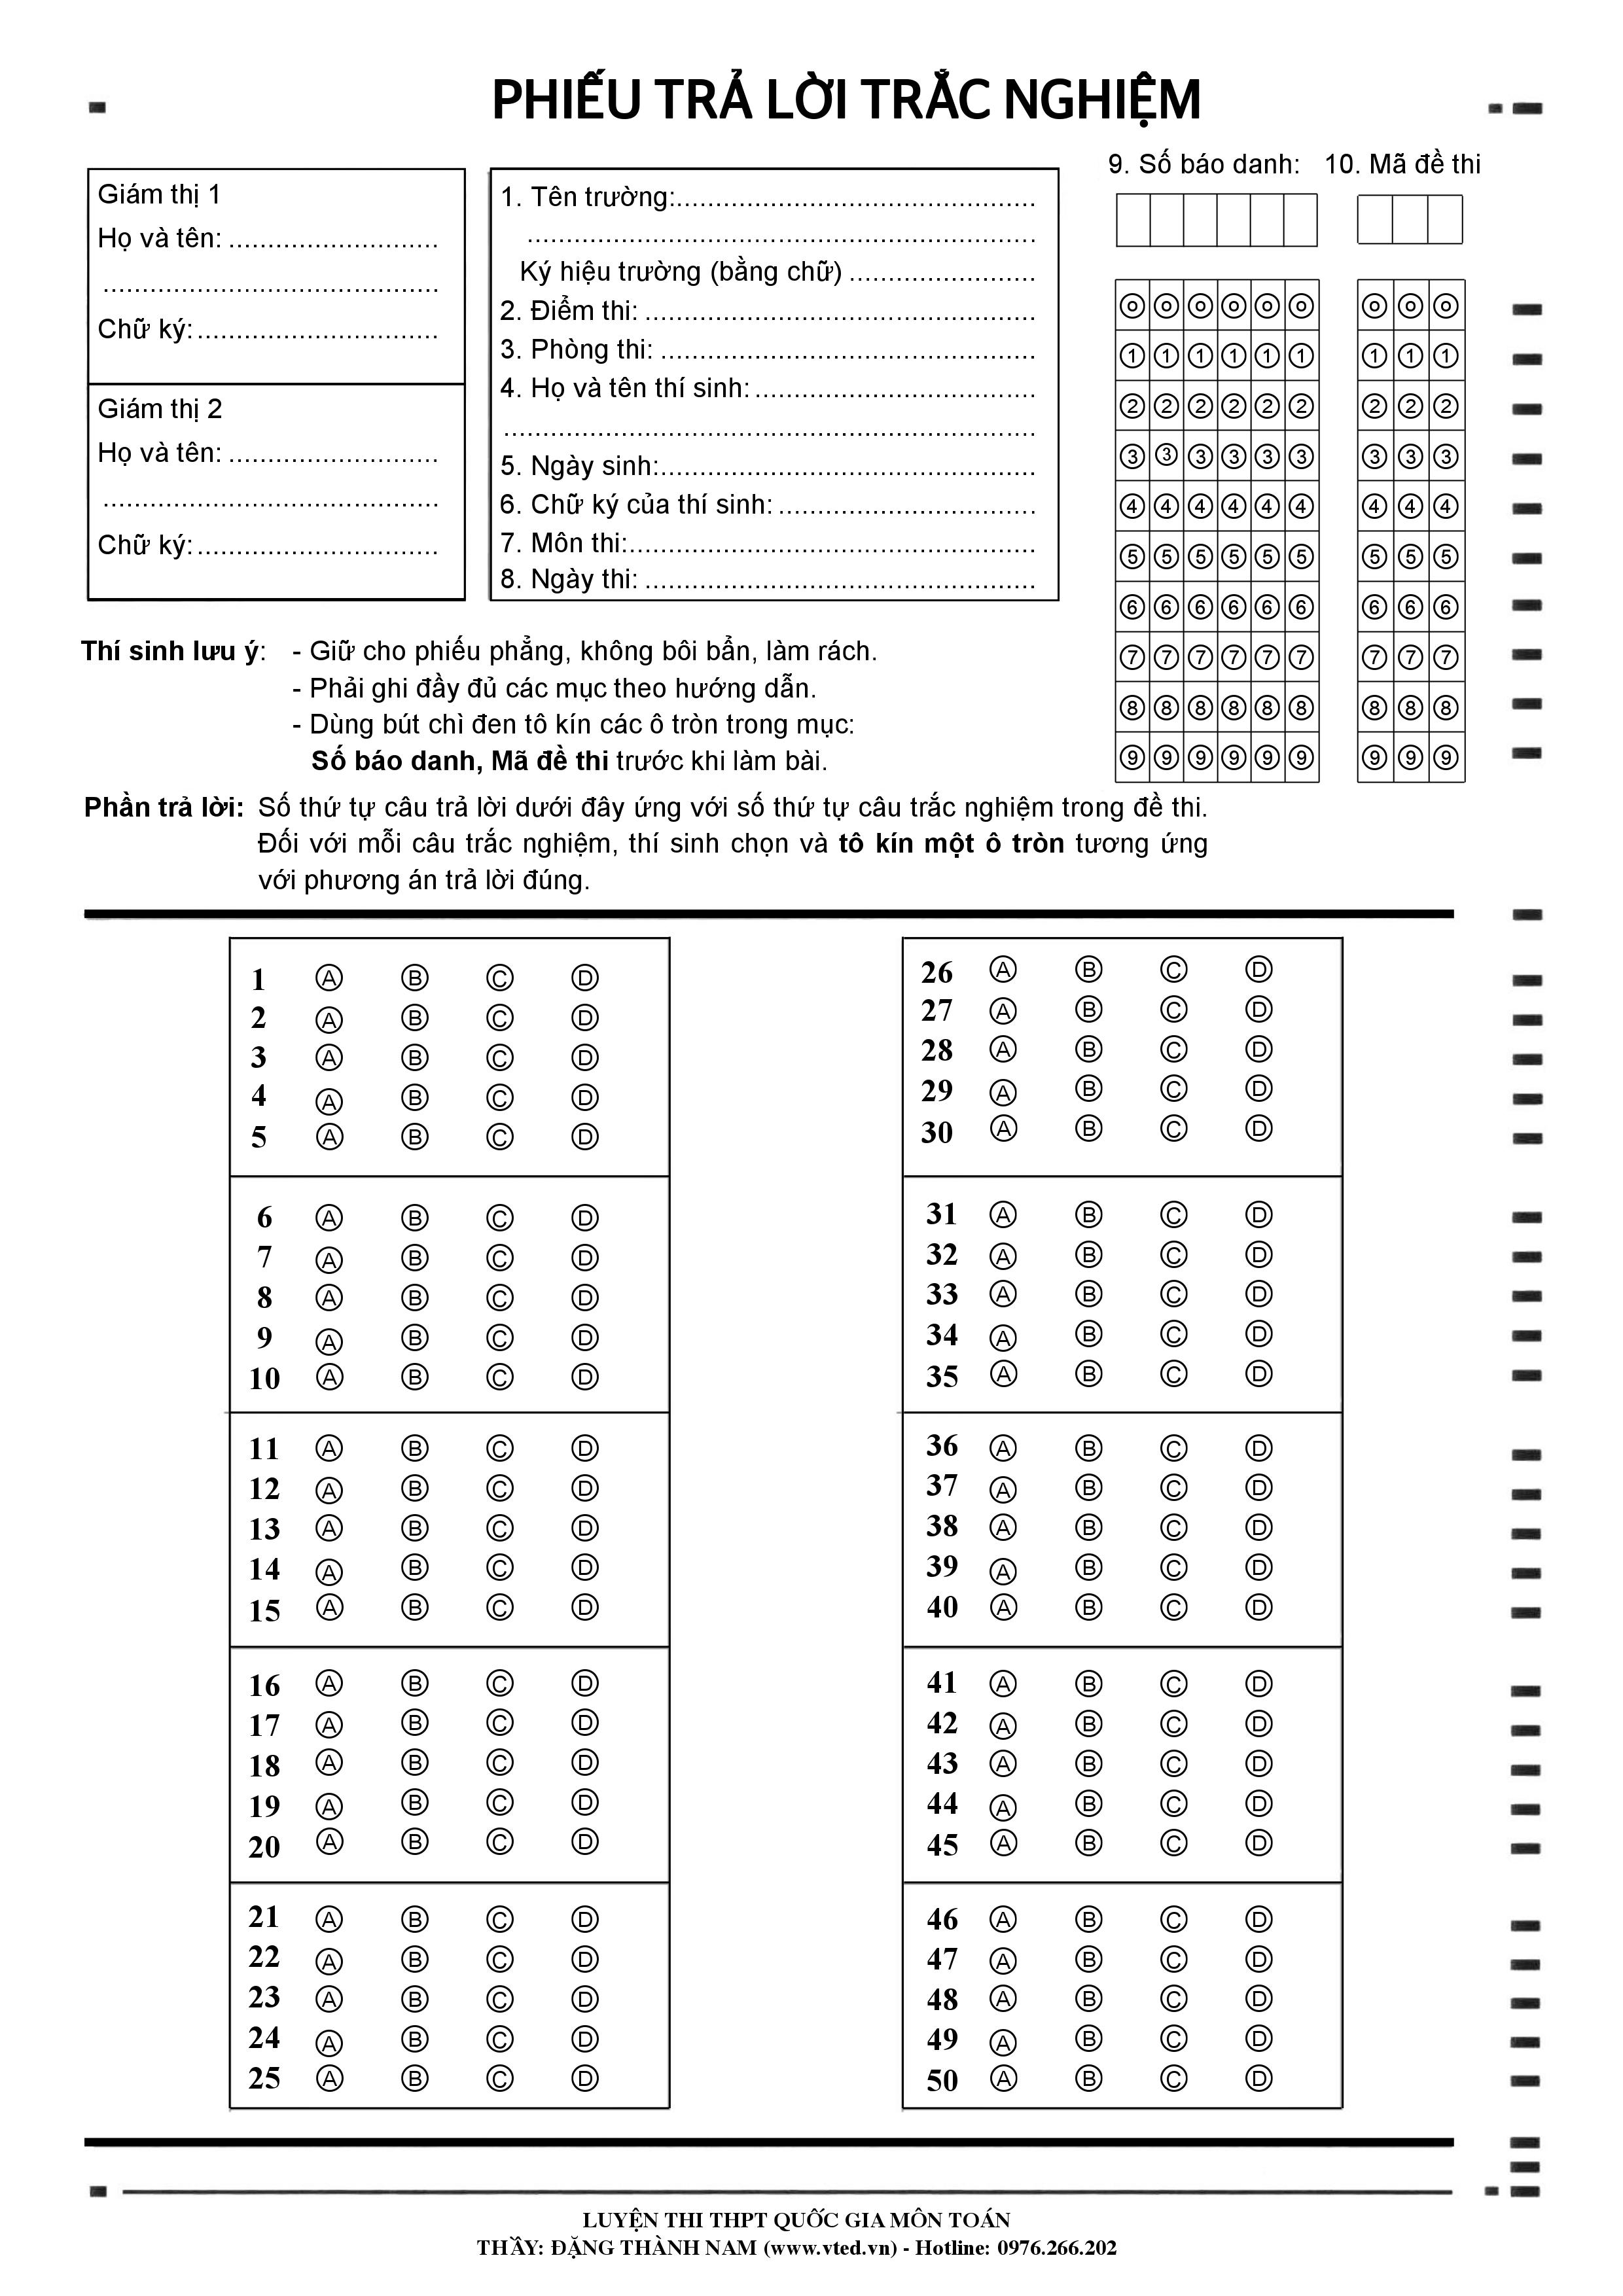 PHIẾU TRẢ LỜI TRẮC NGHIỆM
Giám thị 1
Họ và tên: ...........................
...........................................
Chữ ký: ...............................
Giám thị 2
Họ và tên: ...........................
...........................................
Chữ ký: ...............................
1. Tên trường:..............................................
.................................................................
Ký hiệu trường (bằng chữ) ........................
2. Điểm thi: ..................................................
3. Phòng thi: ................................................
4. Họ và tên thí sinh: ....................................
....................................................................
5. Ngày sinh:................................................
6. Chữ ký của thí sinh: .................................
7. Môn thi:....................................................
8. Ngày thi: ..................................................
9. Số báo danh:
0 0 0 0 0 0
1 1 1 1 1 1
2 2 2 2 2 2
3 3 3 3 3 3
4 4 4 4 4 4
5 5 5 5 5 5
6 6 6 6 6 6
7 7 7 7 7 7
8 8 8 8 8 8
9 9 9 9 9 9
10. Mã đề thi
0 0 0
1 1 1
2 2 2
3 3 3
4 4 4
5 5 5
6 6 6
7 7 7
8 8 8
9 9 9
Thí sinh lưu ý: - Giữ cho phiếu phẳng, không bôi bẩn, làm rách.
- Phải ghi đầy đủ các mục theo hướng dẫn.
- Dùng bút chì đen tô kín các ô tròn trong mục:
Số báo danh, Mã đề thi trước khi làm bài.
Phần trả lời: Số thứ tự câu trả lời dưới đây ứng với số thứ tự câu trắc nghiệm trong đề thi.
Đối với mỗi câu trắc nghiệm, thí sinh chọn và tô kín một ô tròn tương ứng
với phương án trả lời đúng.
1 A B C D
2 A B C D
3 A B C D
4 A B C D
5 A B C D
6 A B C D
7 A B C D
8 A B C D
9 A B C D
10 A B C D
11 A B C D
12 A B C D
13 A B C D
14 A B C D
15 A B C D
16 A B C D
17 A B C D
18 A B C D
19 A B C D
20 A B C D
21 A B C D
22 A B C D
23 A B C D
24 A B C D
25 A B C D
26 A B C D
27 A B C D
28 A B C D
29 A B C D
30 A B C D
31 A B C D
32 A B C D
33 A B C D
34 A B C D
35 A B C D
36 A B C D
37 A B C D
38 A B C D
39 A B C D
40 A B C D
41 A B C D
42 A B C D
43 A B C D
44 A B C D
45 A B C D
46 A B C D
47 A B C D
48 A B C D
49 A B C D
50 A B C D
LUYỆN THI THPT QUỐC GIA MÔN TOÁN
THẦY: ĐẶNG THÀNH NAM (www.vted.vn) - Hotline: 0976.266.202